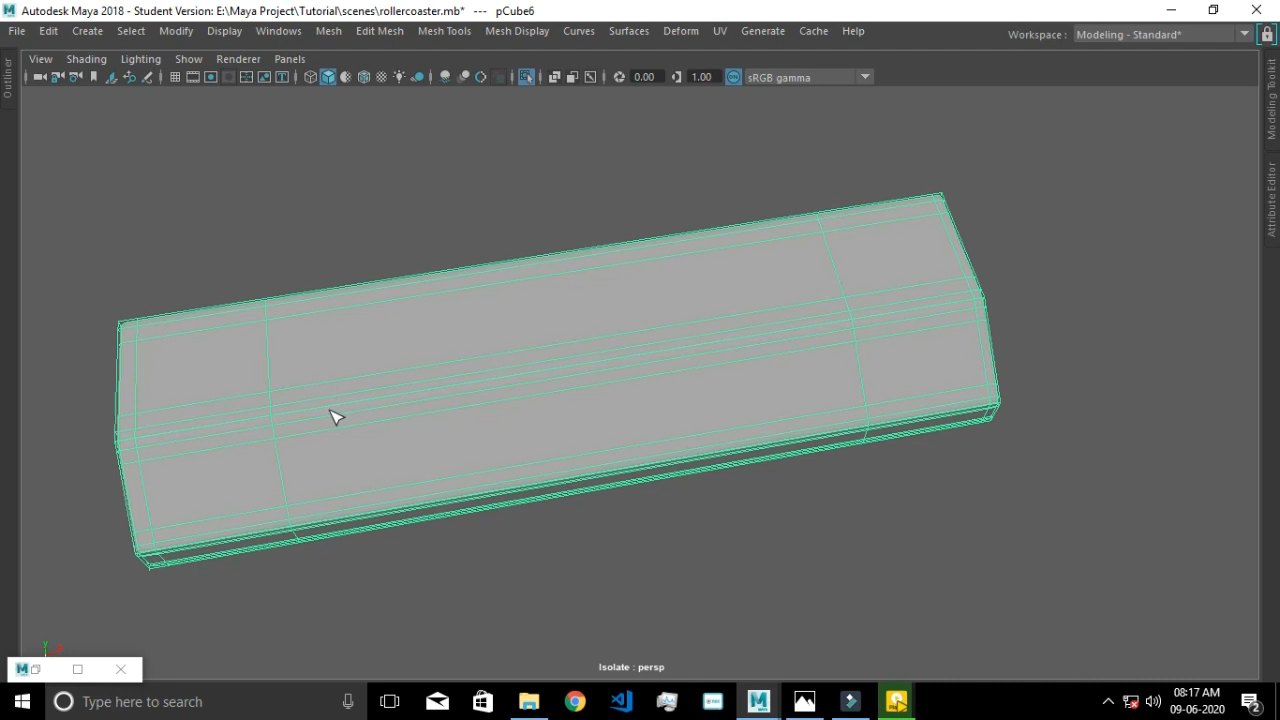 Autodesk Maya 2018 - Student Version: E:\Maya Project\Tutorial\scenes\rollercoaster.mb* --- pCube6
File Edit Create Select Modify Display Windows Mesh Edit Mesh Mesh Tools Mesh Display Curves Surfaces Deform UV Generate Cache Help Workspace : Modeling - Standard*
View Shading Lighting Show Renderer Panels
0.00 1.00 ON sRGB gamma
Outliner
Modeling Toolkit
Attribute Editor
Isolate : persp
y
x
M
Type here to search
08:17 AM
09-06-2020
2